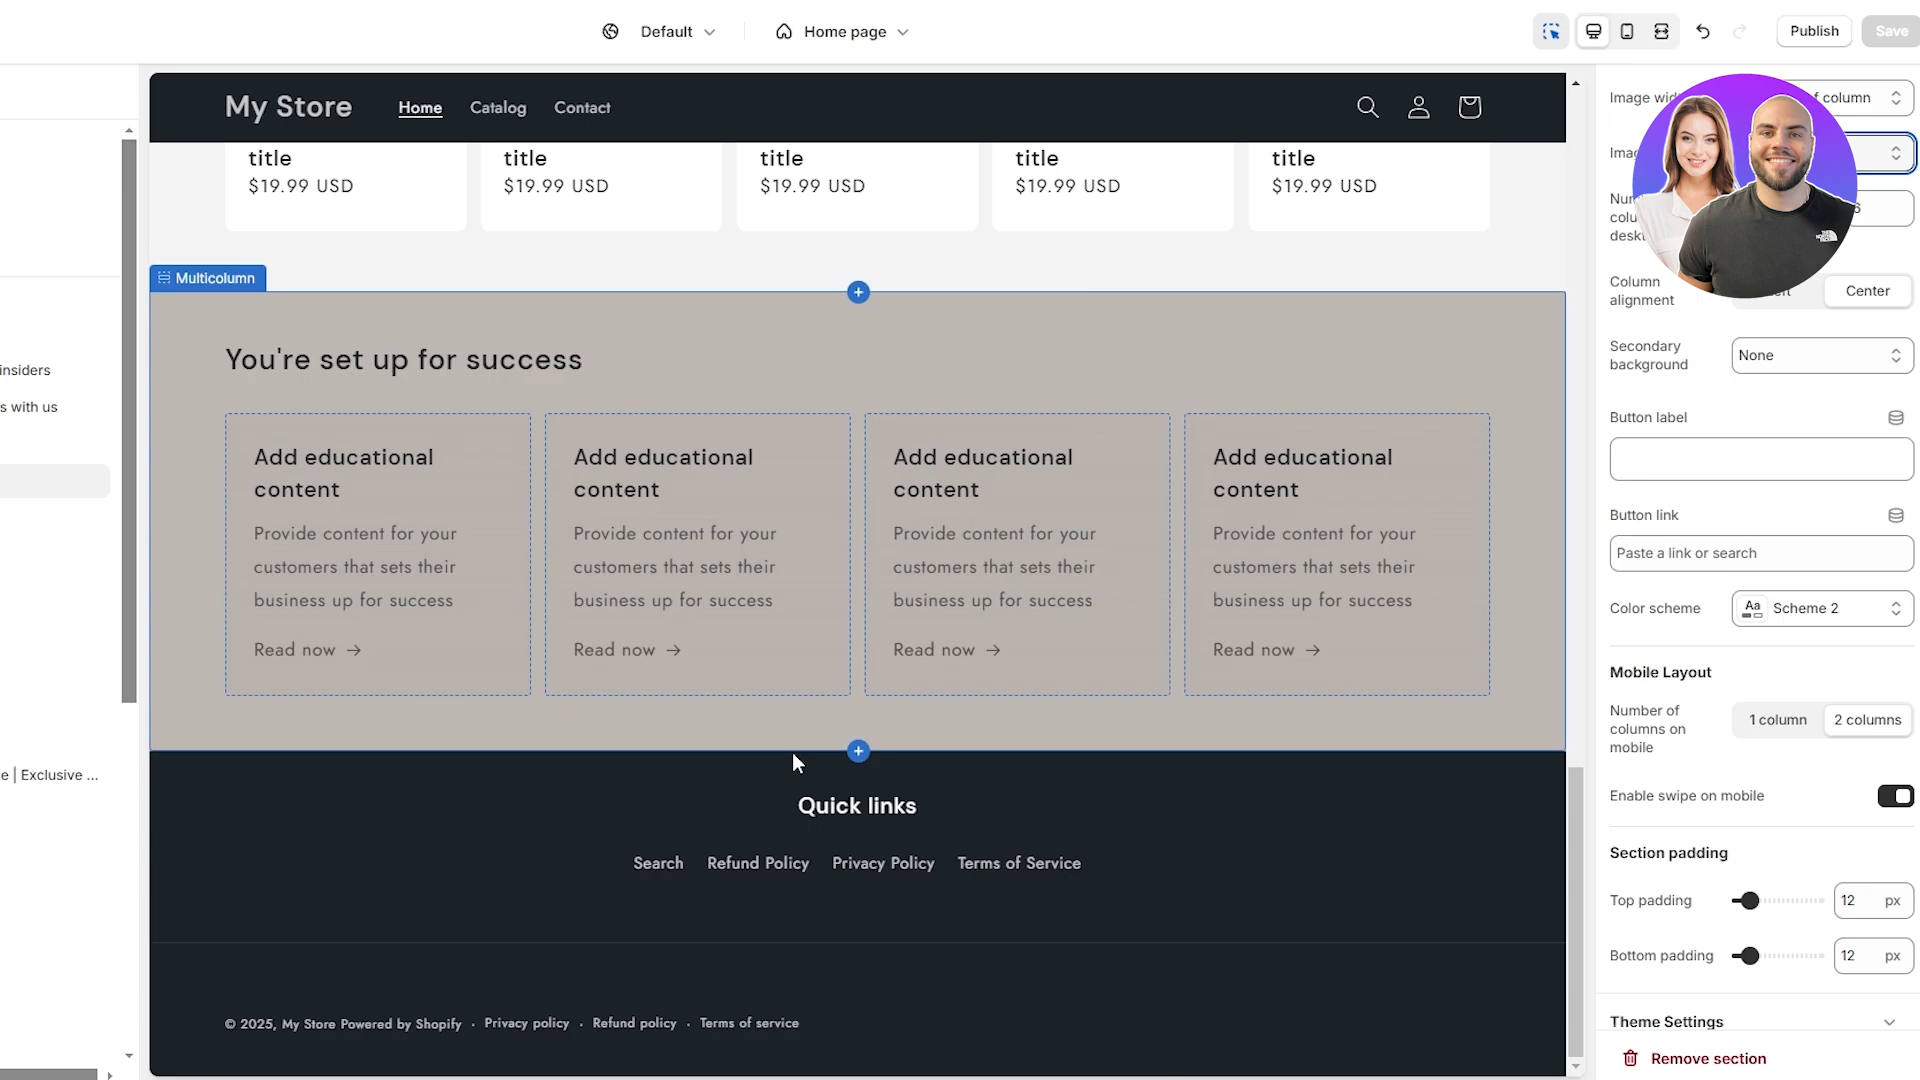 Default
Home page
Publish
Save
My Store
Home
Catalog
Contact
title
$19.99 USD
title
$19.99 USD
title
$19.99 USD
title
$19.99 USD
title
$19.99 USD
Multicolumn
You're set up for success
Add educational
content
Provide content for your
customers that sets their
business up for success
Read now
Add educational
content
Provide content for your
customers that sets their
business up for success
Read now
Add educational
content
Provide content for your
customers that sets their
business up for success
Read now
Add educational
content
Provide content for your
customers that sets their
business up for success
Read now
Quick links
Search
Refund Policy
Privacy Policy
Terms of Service
© 2025, My Store Powered by Shopify · Privacy policy · Refund policy · Terms of service
insiders
s with us
e | Exclusive ...
Image
of column
THE
NORTH
FACE
Column
alignment
Center
Secondary
background
None
Button label
Button link
Paste a link or search
Color scheme
Aa
Scheme 2
Mobile Layout
Number of
columns on
mobile
1 column
2 columns
Enable swipe on mobile
Section padding
Top padding
12 px
Bottom padding
12 px
Theme Settings
Remove section